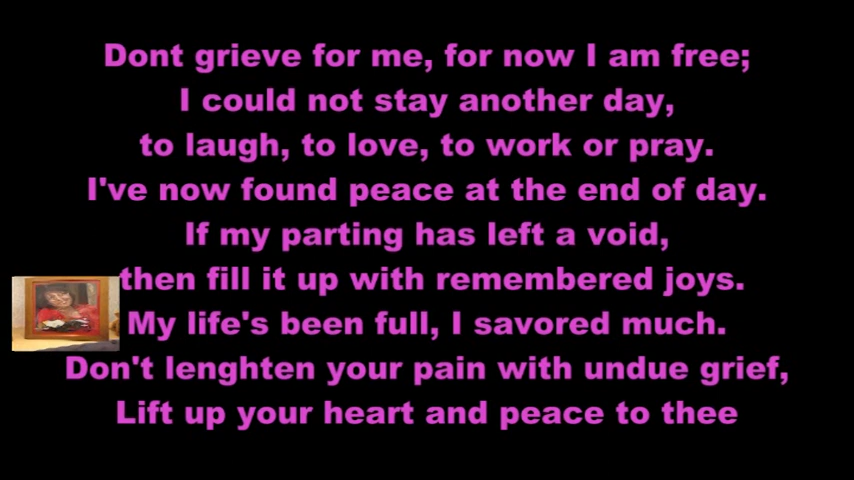 Dont grieve for me, for now I am free;
I could not stay another day,
to laugh, to love, to work or pray.
I've now found peace at the end of day.
If my parting has left a void,
then fill it up with remembered joys.
My life's been full, I savored much.
Don't lenghten your pain with undue grief,
Lift up your heart and peace to thee